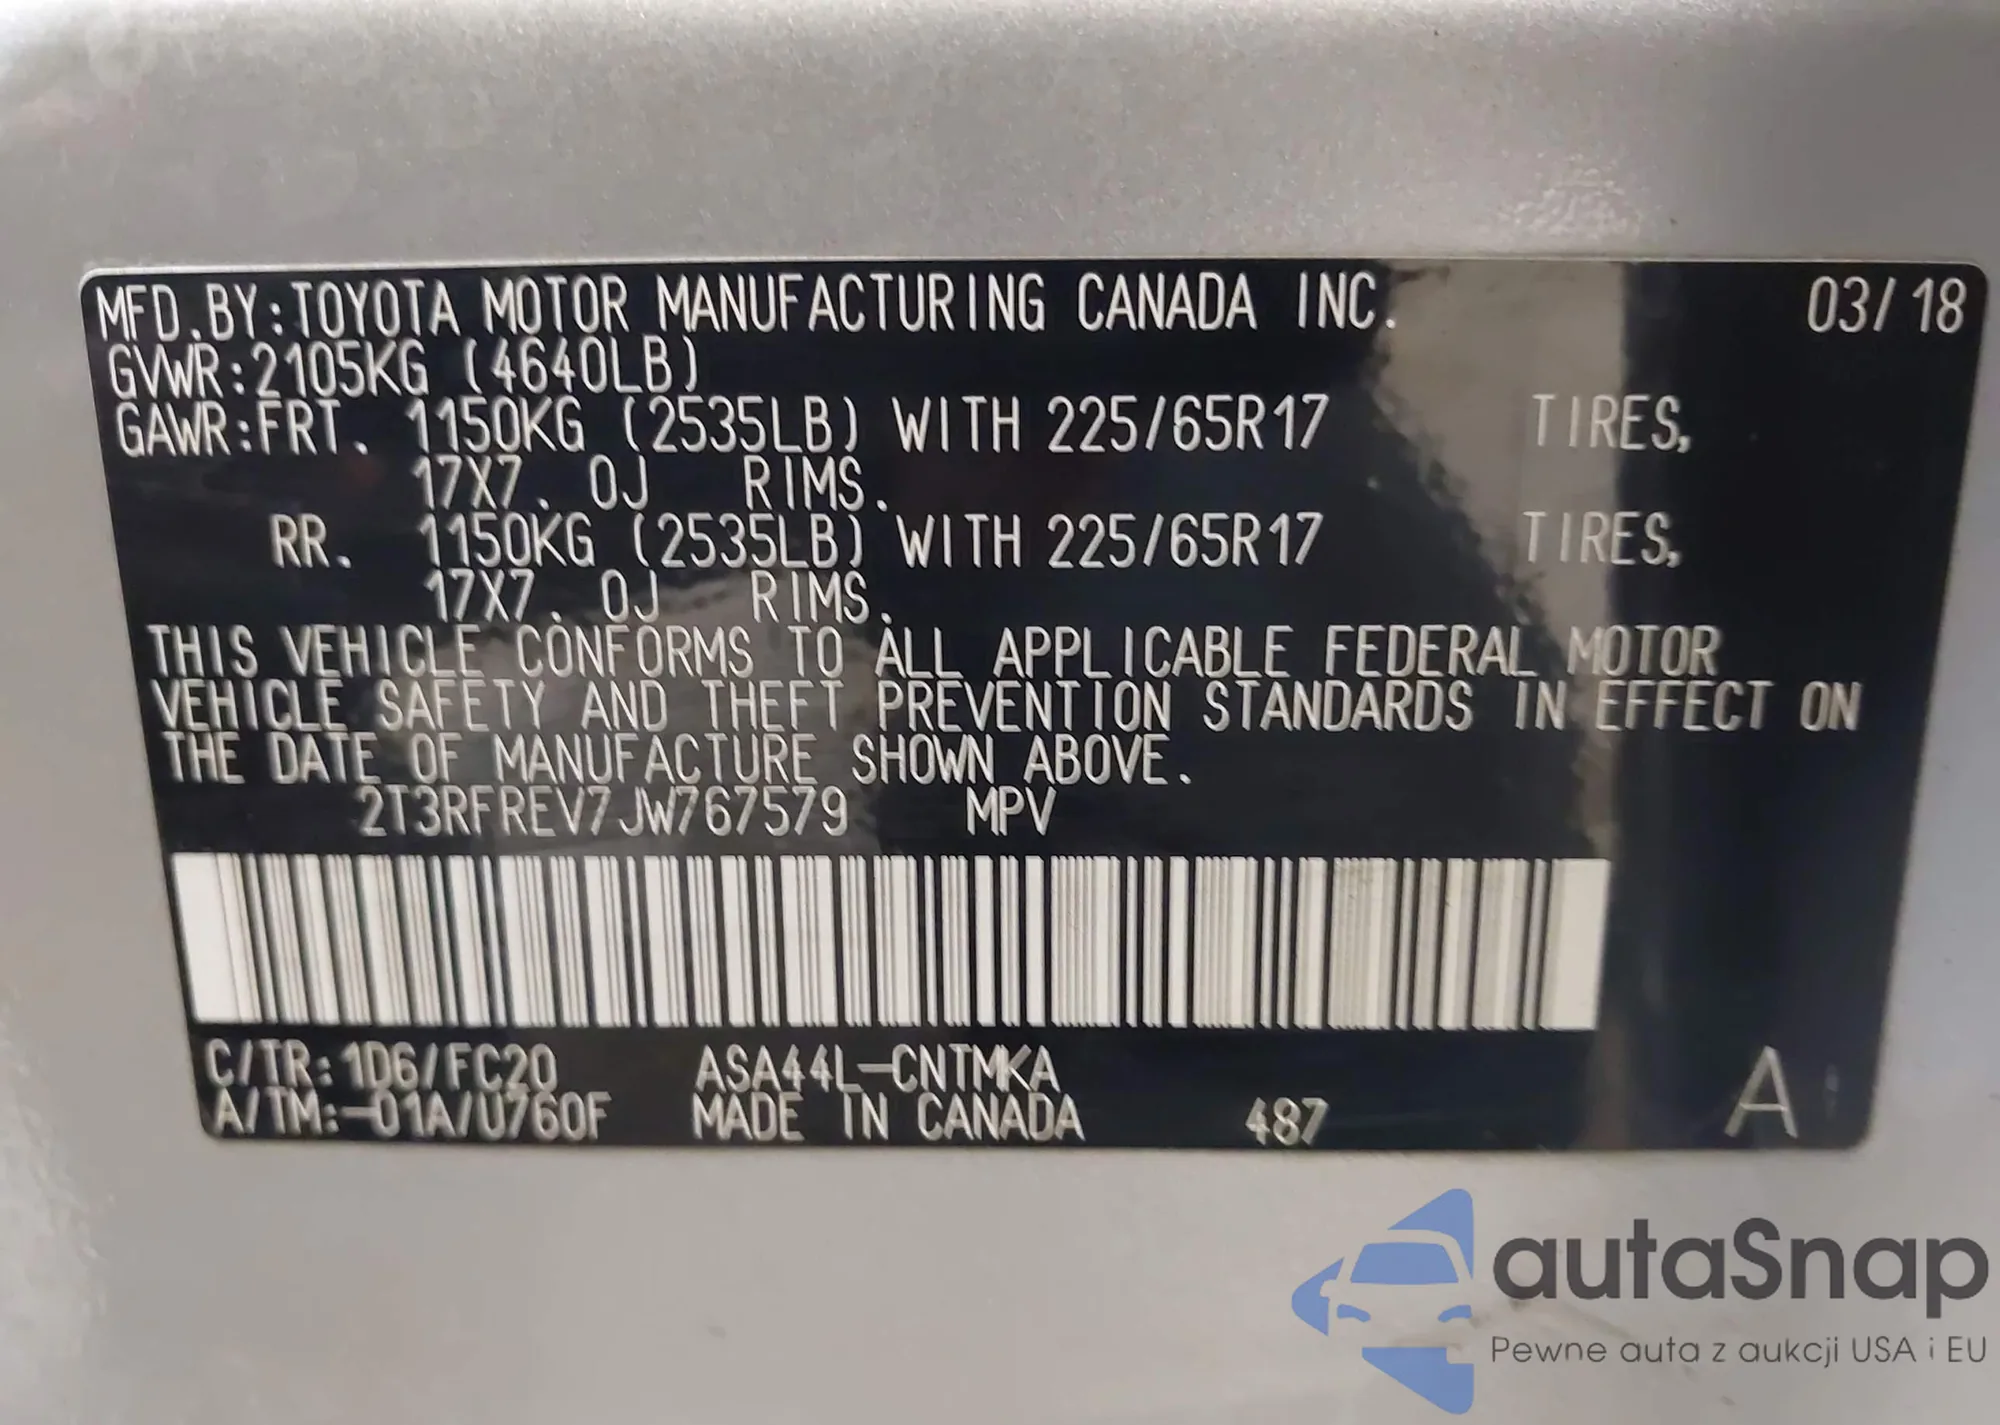 MFD.BY:TOYOTA MOTOR MANUFACTURING CANADA INC. 03/18
GVWR:2105KG (4640LB)
GAWR:FRT. 1150KG (2535LB) WITH 225/65R17 TIRES,
17X7.0J RIMS.
RR. 1150KG (2535LB) WITH 225/65R17 TIRES,
17X7.0J RIMS.
THIS VEHICLE CONFORMS TO ALL APPLICABLE FEDERAL MOTOR
VEHICLE SAFETY AND THEFT PREVENTION STANDARDS IN EFFECT ON
THE DATE OF MANUFACTURE SHOWN ABOVE.
2T3RFREV7JW767579 MPV
C/TR:1D6/FC20 ASA44L-CNTMKA
A/TM:-01A/U760F MADE IN CANADA 487 A
autaSnap
Pewne auta z aukcji USA i EU